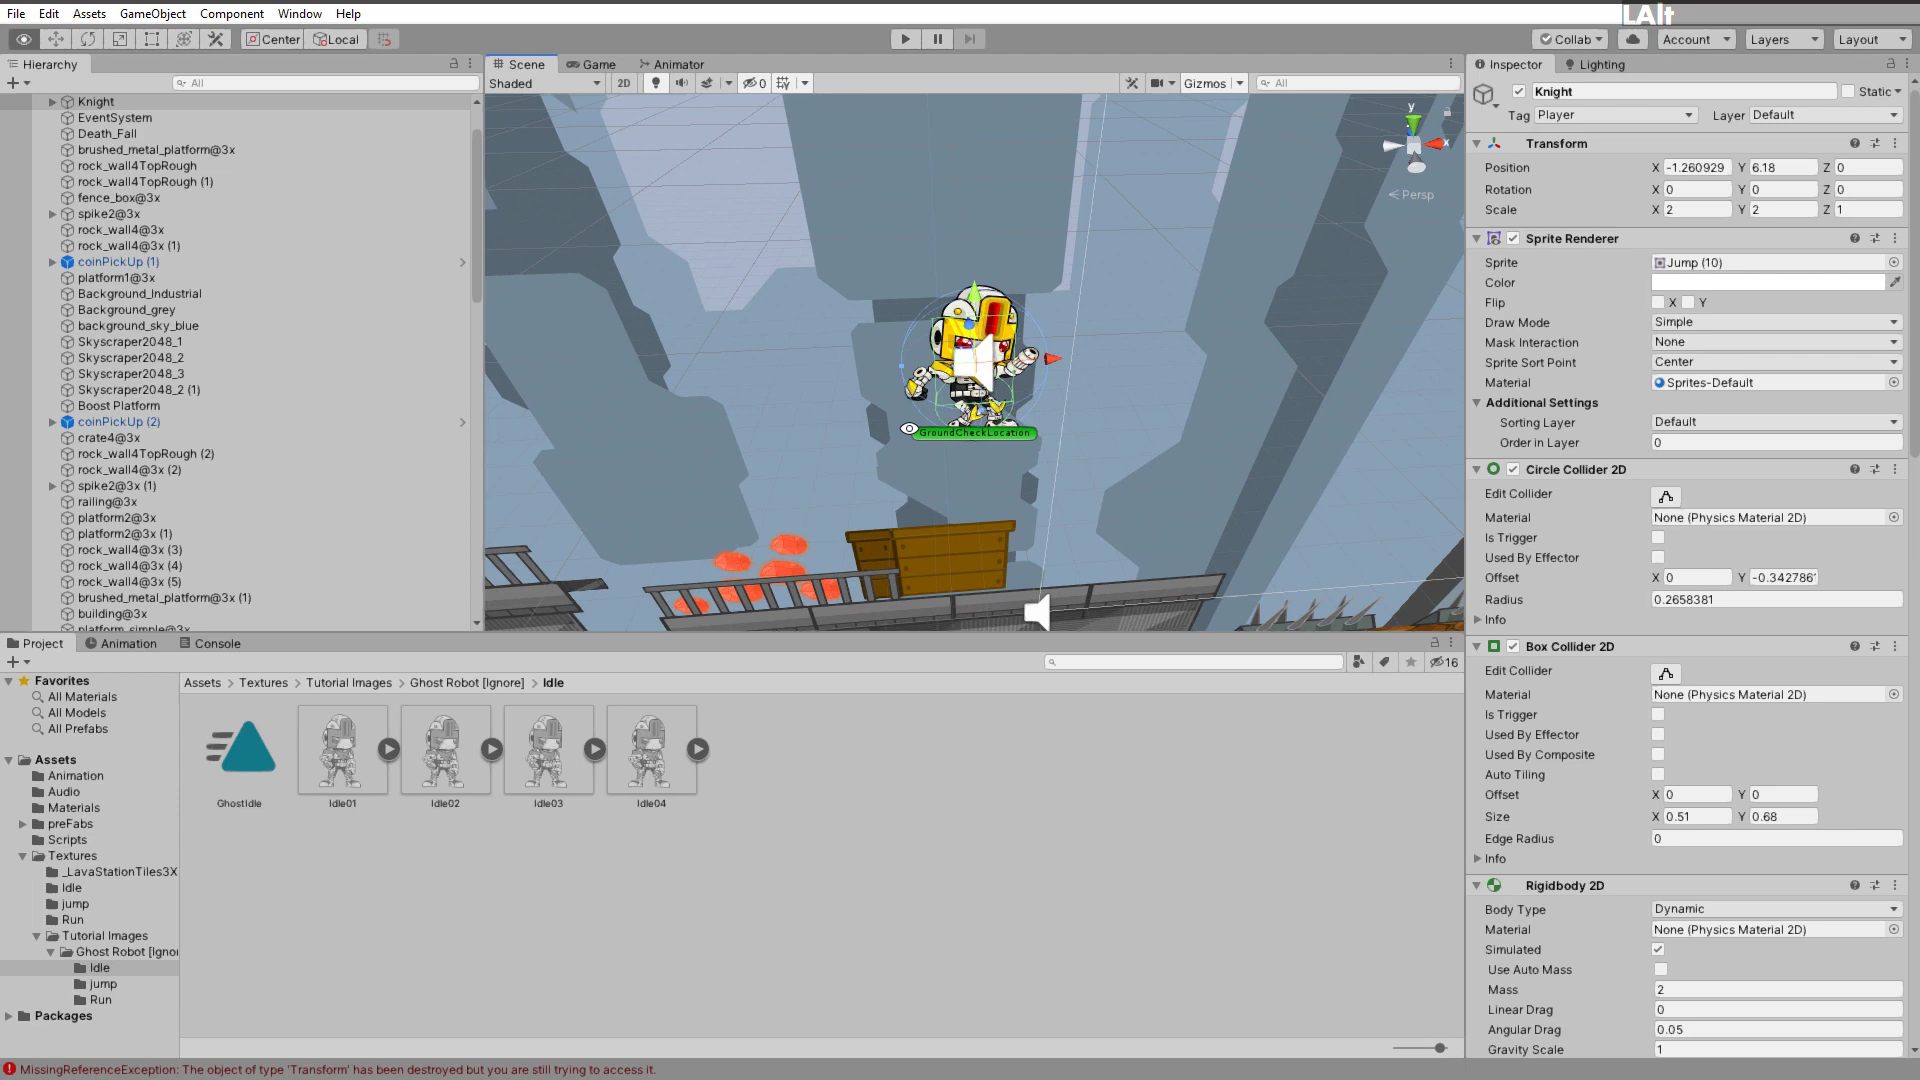 LAlt
File Edit Assets GameObject Component Window Help
Center Local Collab Account Layers Layout
Hierarchy
All
Knight
EventSystem
Death_Fall
brushed_metal_platform@3x
rock_wall4TopRough
rock_wall4TopRough (1)
fence_box@3x
spike2@3x
rock_wall4@3x
rock_wall4@3x (1)
coinPickUp (1)
platform1@3x
Background_Industrial
Background_grey
background_sky_blue
Skyscraper2048_1
Skyscraper2048_2
Skyscraper2048_3
Skyscraper2048_2 (1)
Boost Platform
coinPickUp (2)
crate4@3x
rock_wall4TopRough (2)
rock_wall4@3x (2)
spike2@3x (1)
railing@3x
platform2@3x
platform2@3x (1)
rock_wall4@3x (3)
rock_wall4@3x (4)
rock_wall4@3x (5)
brushed_metal_platform@3x (1)
building@3x
platform_simple@3x
Scene Game Animator
Shaded 2D 0 Gizmos All
y
x
Persp
GroundCheckLocation
Inspector Lighting
Knight Static
Tag Player Layer Default
Transform
Position X -1.260929 Y 6.18 Z 0
Rotation X 0 Y 0 Z 0
Scale X 2 Y 2 Z 1
Sprite Renderer
Sprite Jump (10)
Color
Flip X Y
Draw Mode Simple
Mask Interaction None
Sprite Sort Point Center
Material Sprites-Default
Additional Settings
Sorting Layer Default
Order in Layer 0
Circle Collider 2D
Edit Collider
Material None (Physics Material 2D)
Is Trigger
Used By Effector
Offset X 0 Y -0.342786
Radius 0.2658381
Info
Box Collider 2D
Edit Collider
Material None (Physics Material 2D)
Is Trigger
Used By Effector
Used By Composite
Auto Tiling
Offset X 0 Y 0
Size X 0.51 Y 0.68
Edge Radius 0
Info
Rigidbody 2D
Body Type Dynamic
Material None (Physics Material 2D)
Simulated
Use Auto Mass
Mass 2
Linear Drag 0
Angular Drag 0.05
Gravity Scale 1
Project Animation Console
16
Favorites
All Materials
All Models
All Prefabs
Assets
Animation
Audio
Materials
preFabs
Scripts
Textures
_LavaStationTiles3X
Idle
jump
Run
Tutorial Images
Ghost Robot [Ignor
Idle
jump
Run
Packages
Assets > Textures > Tutorial Images > Ghost Robot [Ignore] > Idle
GhostIdle Idle01 Idle02 Idle03 Idle04
MissingReferenceException: The object of type 'Transform' has been destroyed but you are still trying to access it.